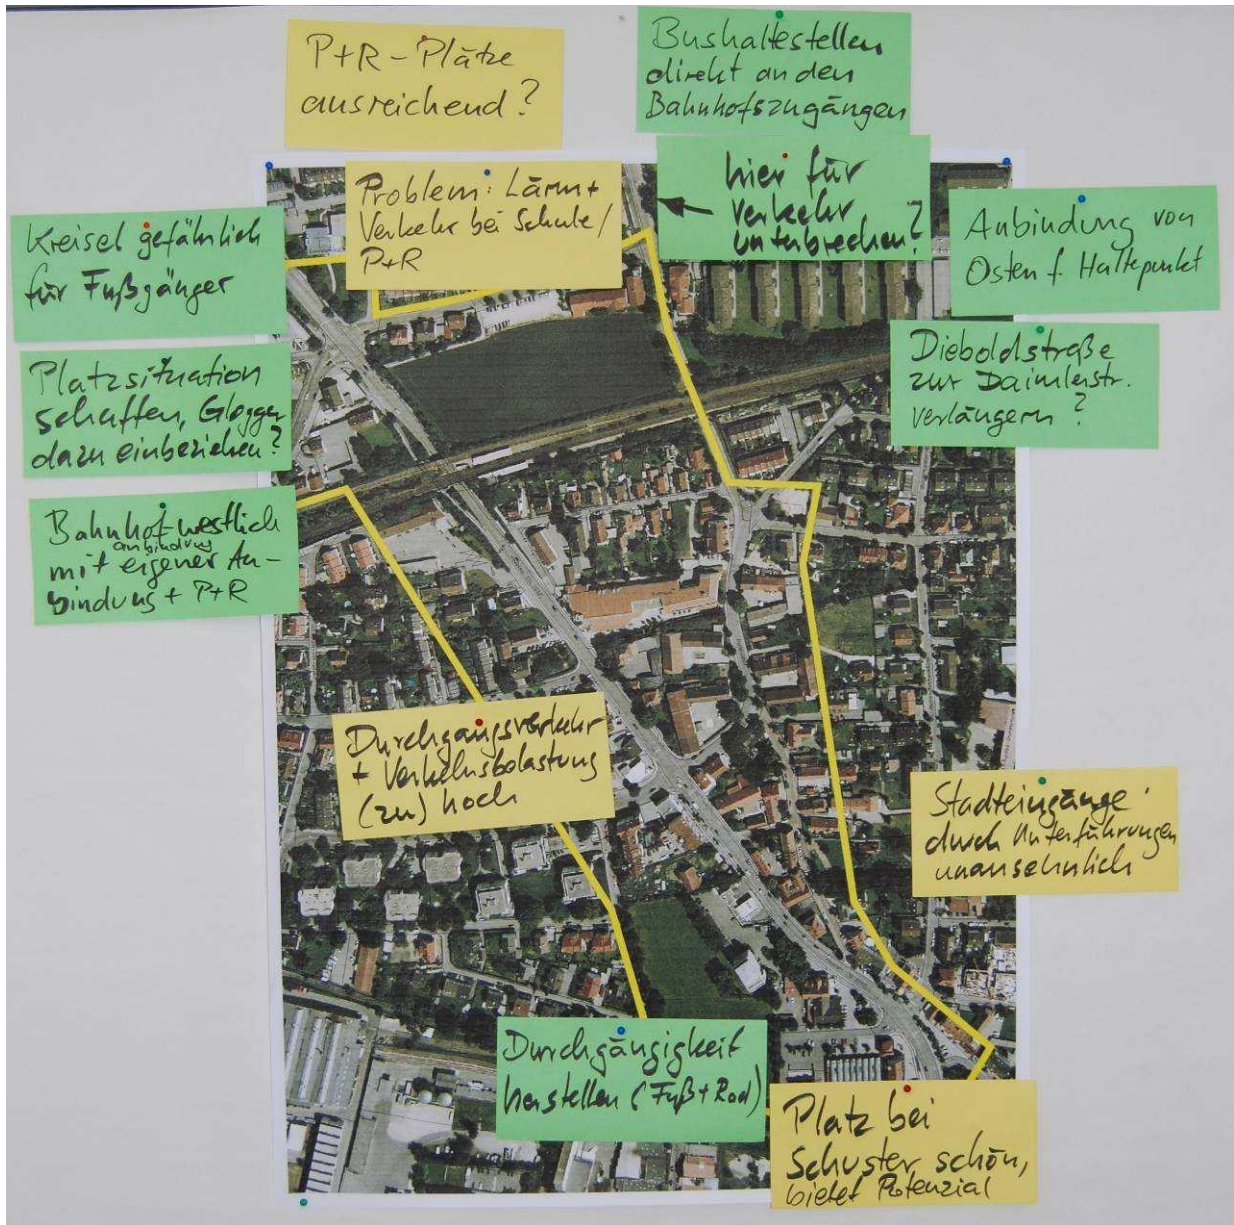 P+R-Plätze
ausreichend?
Bushaltestellen
direkt an den
Bahnhofszugängen
Problem: Lärm +
Verkehr bei Schule/
P+R
hier für
Verkehr
unterbrechen?
Anbindung von
Osten f. Haltepunkt
Kreisel gefährlich
für Fußgänger
Dieboldstraße
zur Daimlerstr.
verlängern?
Platzsituation
schaffen, Glogger
dazu einbeziehen?
Bahnhof westlich
anbindung
mit eigener An-
bindung + P+R
Durchgangsverkehr
+ Verkehrsbelastung
(zu) hoch
Stadteingänge
durch Unterführungen
unansehnlich
Durchgängigkeit
herstellen (Fuß+Rad)
Platz bei
Schuster schön,
bietet Potenzial